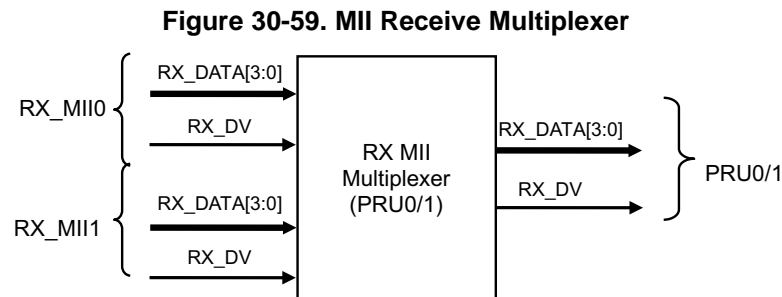 Figure 30-59. MII Receive Multiplexer
RX_MII0
RX_DATA[3:0]
RX_DV
RX_MII1
RX_DATA[3:0]
RX_DV
RX MII
Multiplexer
(PRU0/1)
RX_DATA[3:0]
RX_DV
PRU0/1